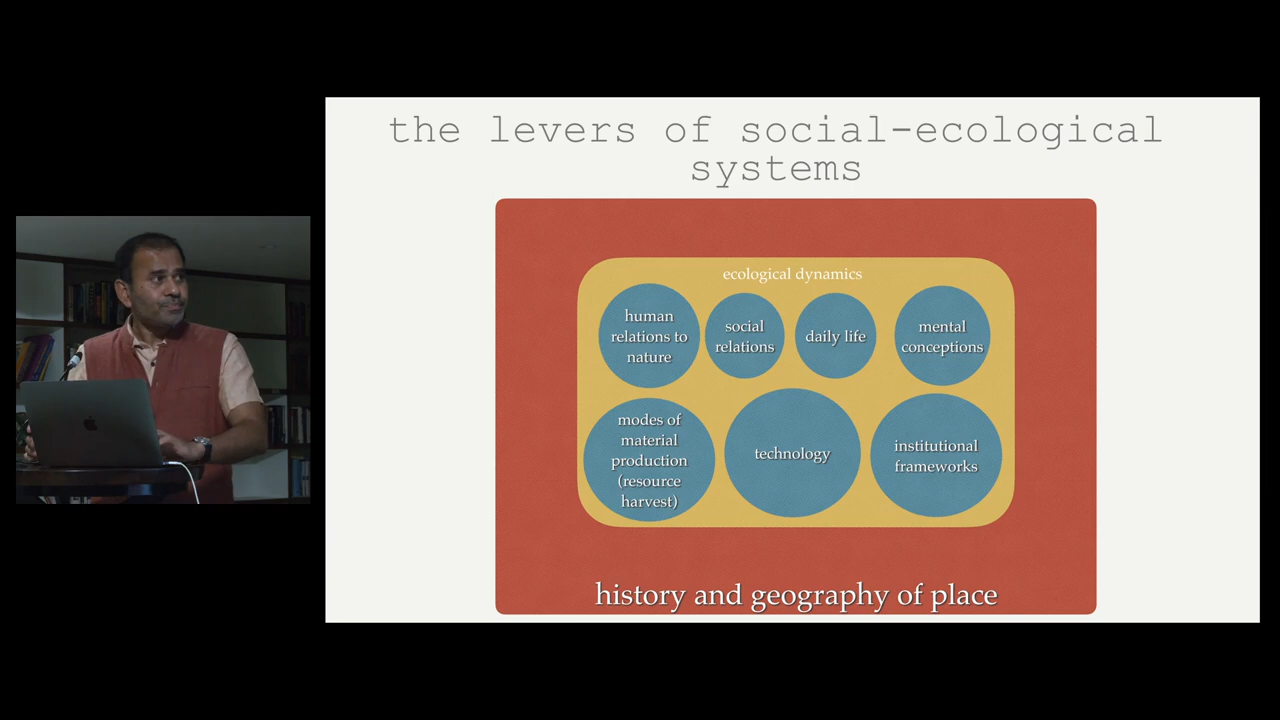 the levers of social-ecological
systems
ecological dynamics
human
relations to
nature
social
relations
daily life
mental
conceptions
modes of
material
production
(resource
harvest)
technology
institutional
frameworks
history and geography of place